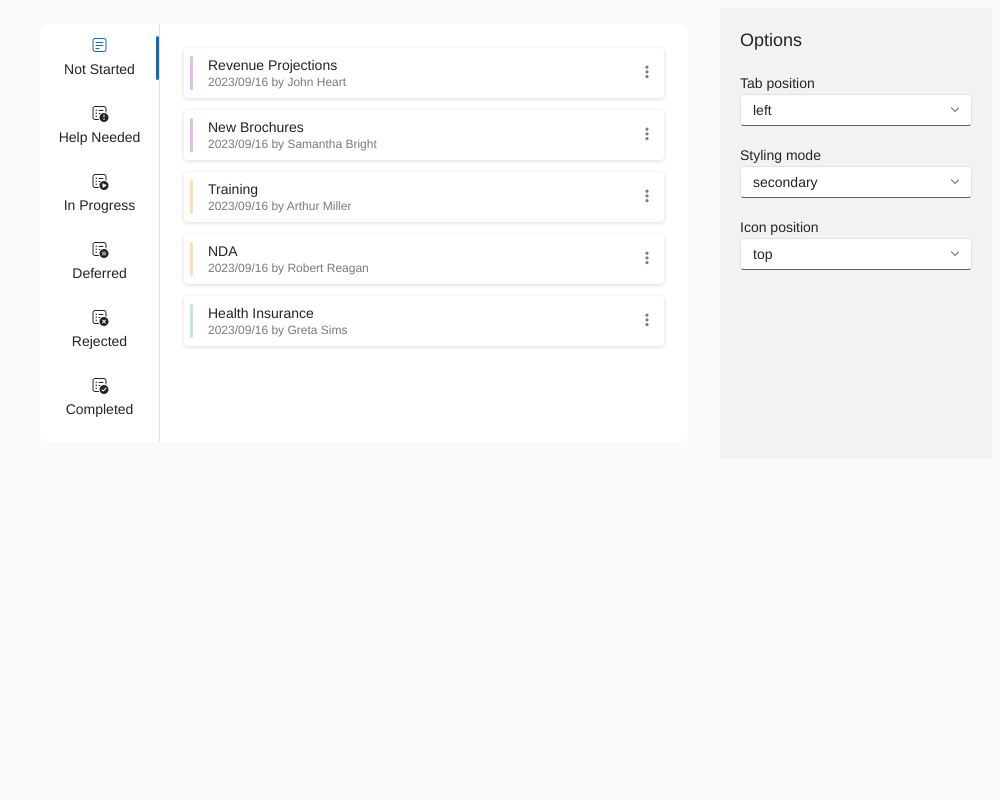 Not Started
Help Needed
In Progress
Deferred
Rejected
Completed
Revenue Projections
2023/09/16 by John Heart
New Brochures
2023/09/16 by Samantha Bright
Training
2023/09/16 by Arthur Miller
NDA
2023/09/16 by Robert Reagan
Health Insurance
2023/09/16 by Greta Sims
Options
Tab position
left
Styling mode
secondary
Icon position
top